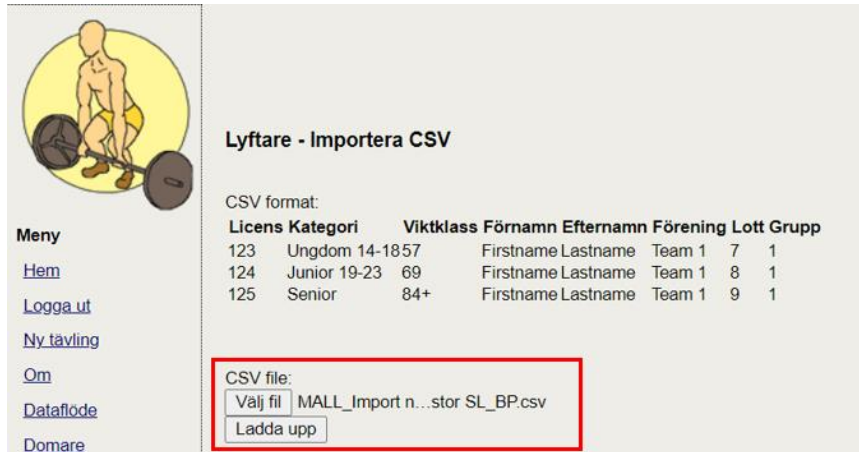 Lyftare - Importera CSV
CSV format:
Licens Kategori Viktklass Förnamn Efternamn Förening Lott Grupp
123 Ungdom 14-18 57 Firstname Lastname Team 1 7 1
124 Junior 19-23 69 Firstname Lastname Team 1 8 1
125 Senior 84+ Firstname Lastname Team 1 9 1
CSV file:
Välj fil MALL_Import n...stor SL_BP.csv
Ladda upp
Meny
Hem
Logga ut
Ny tävling
Om
Dataflöde
Domare